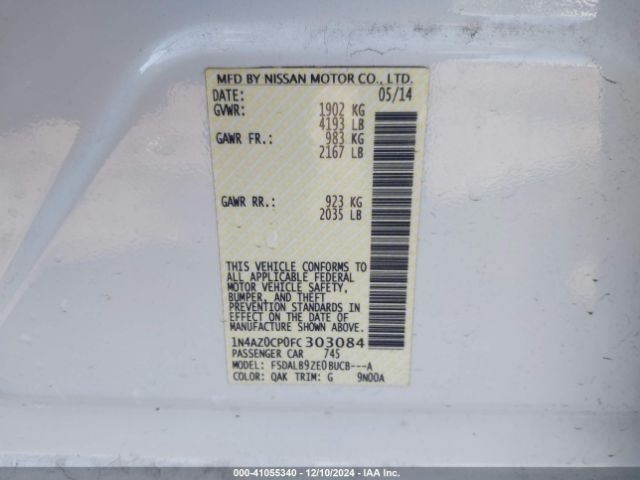 MFD BY NISSAN MOTOR CO., LTD.
DATE: 05/14
GVWR: 1902 KG
4193 LB
GAWR FR.: 983 KG
2167 LB
GAWR RR.: 923 KG
2035 LB
THIS VEHICLE CONFORMS TO
ALL APPLICABLE FEDERAL
MOTOR VEHICLE SAFETY,
BUMPER, AND THEFT
PREVENTION STANDARDS IN
EFFECT ON THE DATE OF
MANUFACTURE SHOWN ABOVE.
1N4AZ0CP0FC303084
PASSENGER CAR 745
MODEL: FSDALB9ZE0BUCB---A
COLOR: QAK TRIM: G 9N00A
000-41055340 - 12/10/2024 - IAA Inc.